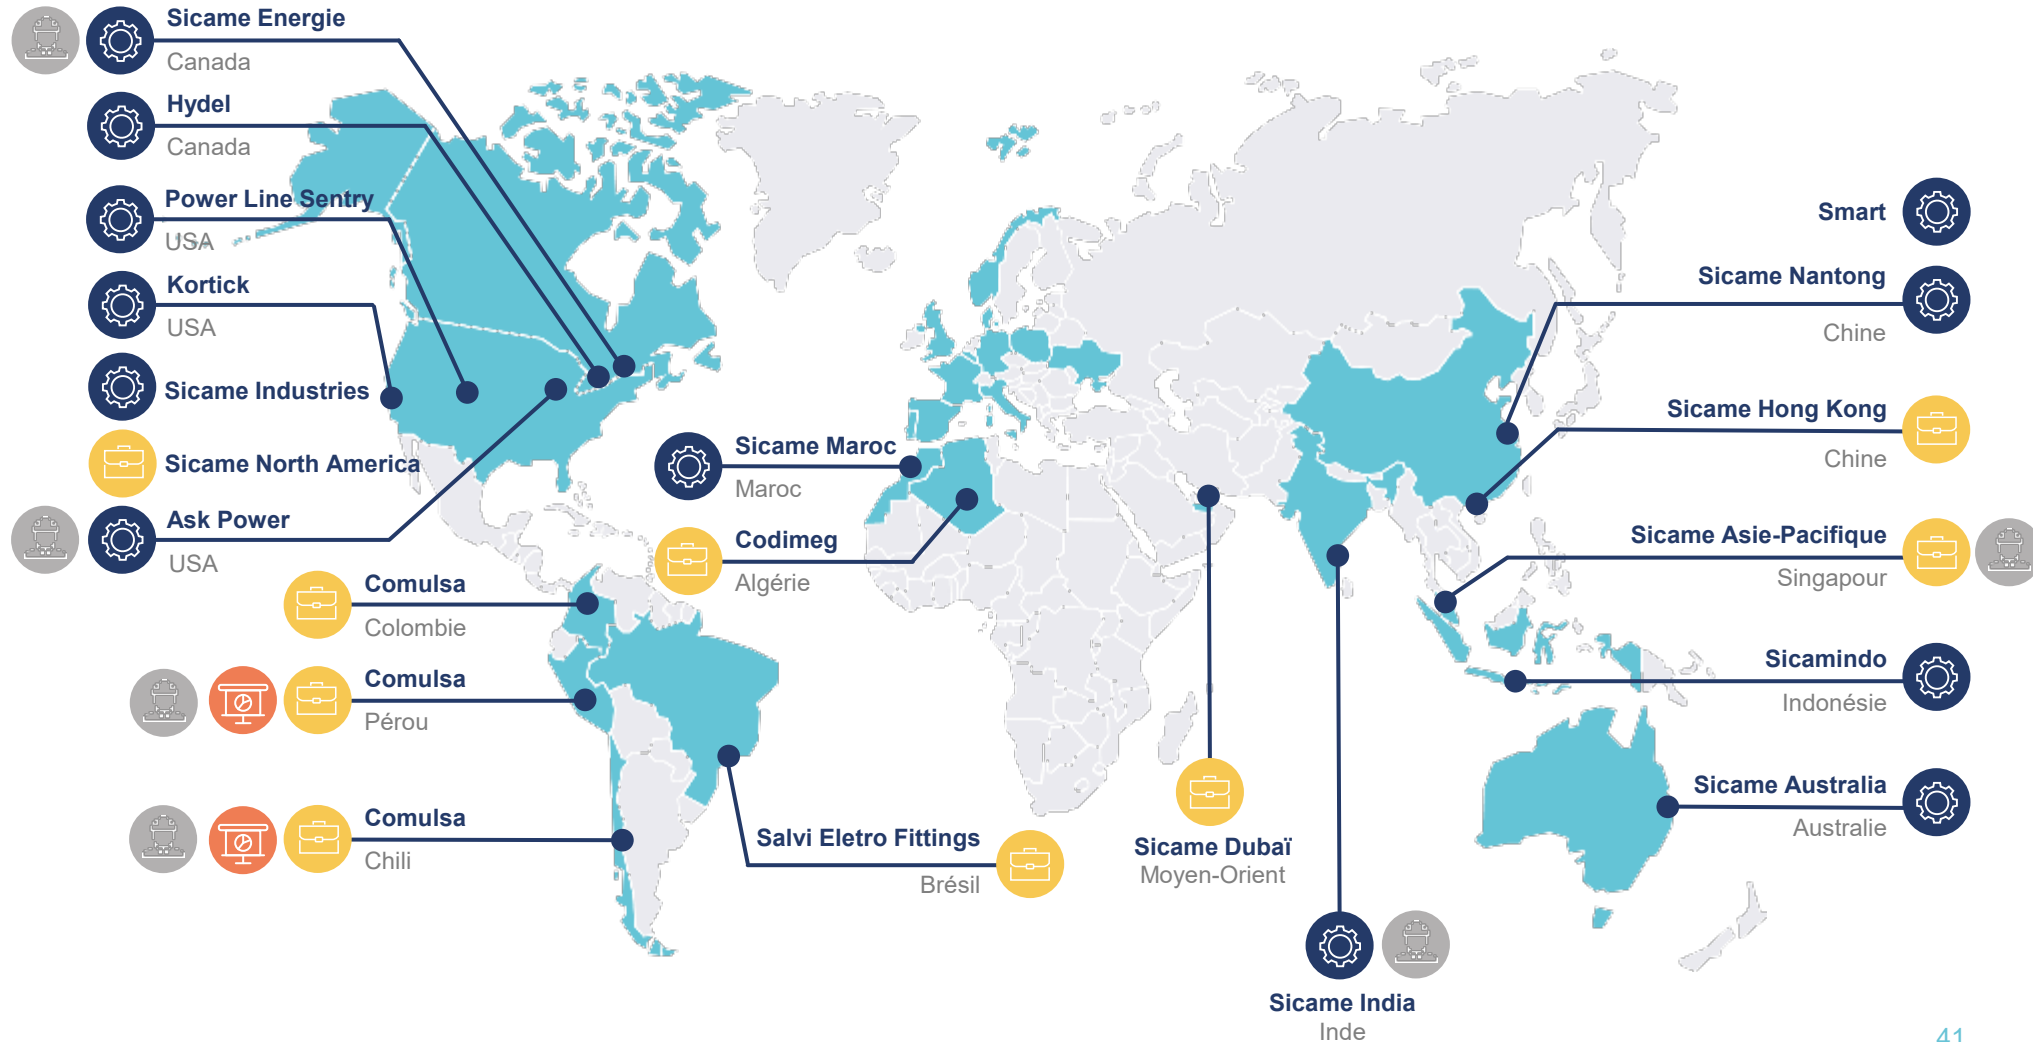 Sicame Energie
Canada
Hydel
Canada
Power Line Sentry
USA
Kortick
USA
Sicame Industries
Sicame North America
Ask Power
USA
Comulsa
Colombie
Comulsa
Pérou
Comulsa
Chili
Sicame Maroc
Maroc
Codimeg
Algérie
Salvi Eletro Fittings
Brésil
Sicame Dubaï
Moyen-Orient
Sicame India
Inde
Smart
Sicame Nantong
Chine
Sicame Hong Kong
Chine
Sicame Asie-Pacifique
Singapour
Sicamindo
Indonésie
Sicame Australia
Australie
41